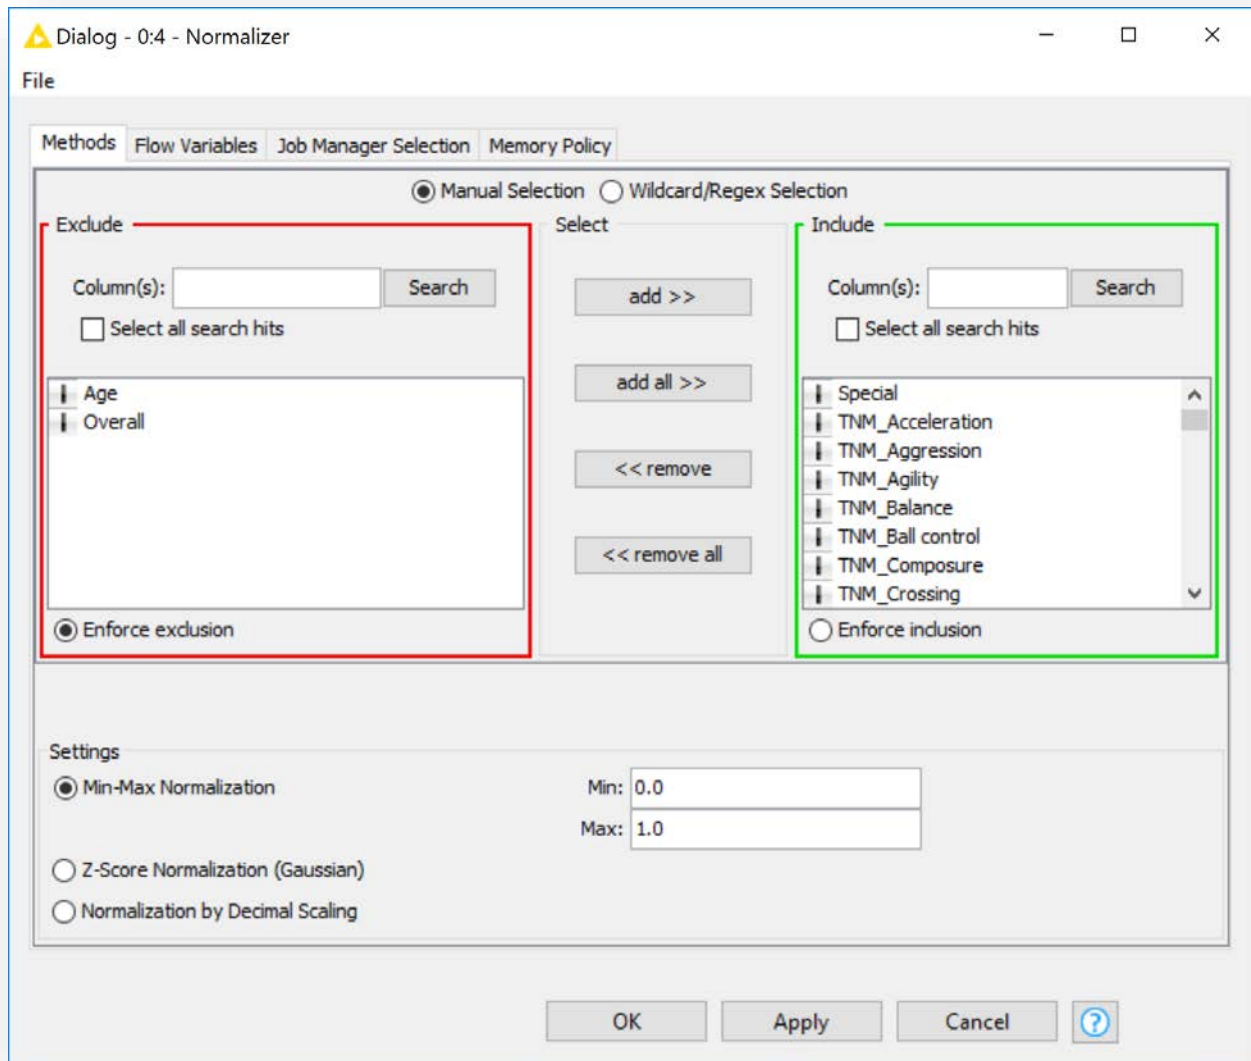 Dialog - 0:4 - Normalizer
File
Methods Flow Variables Job Manager Selection Memory Policy
Manual Selection Wildcard/Regex Selection
Exclude Select Include
Column(s): Search add >> Column(s): Search
Select all search hits Select all search hits
add all >>
Age Special
Overall TNM_Acceleration
TNM_Aggression
<< remove
TNM_Agility
TNM_Balance
TNM_Ball control
<< remove all
TNM_Composure
TNM_Crossing
Enforce exclusion Enforce inclusion
Settings
Min-Max Normalization Min: 0.0
Max: 1.0
Z-Score Normalization (Gaussian)
Normalization by Decimal Scaling
OK Apply Cancel ?